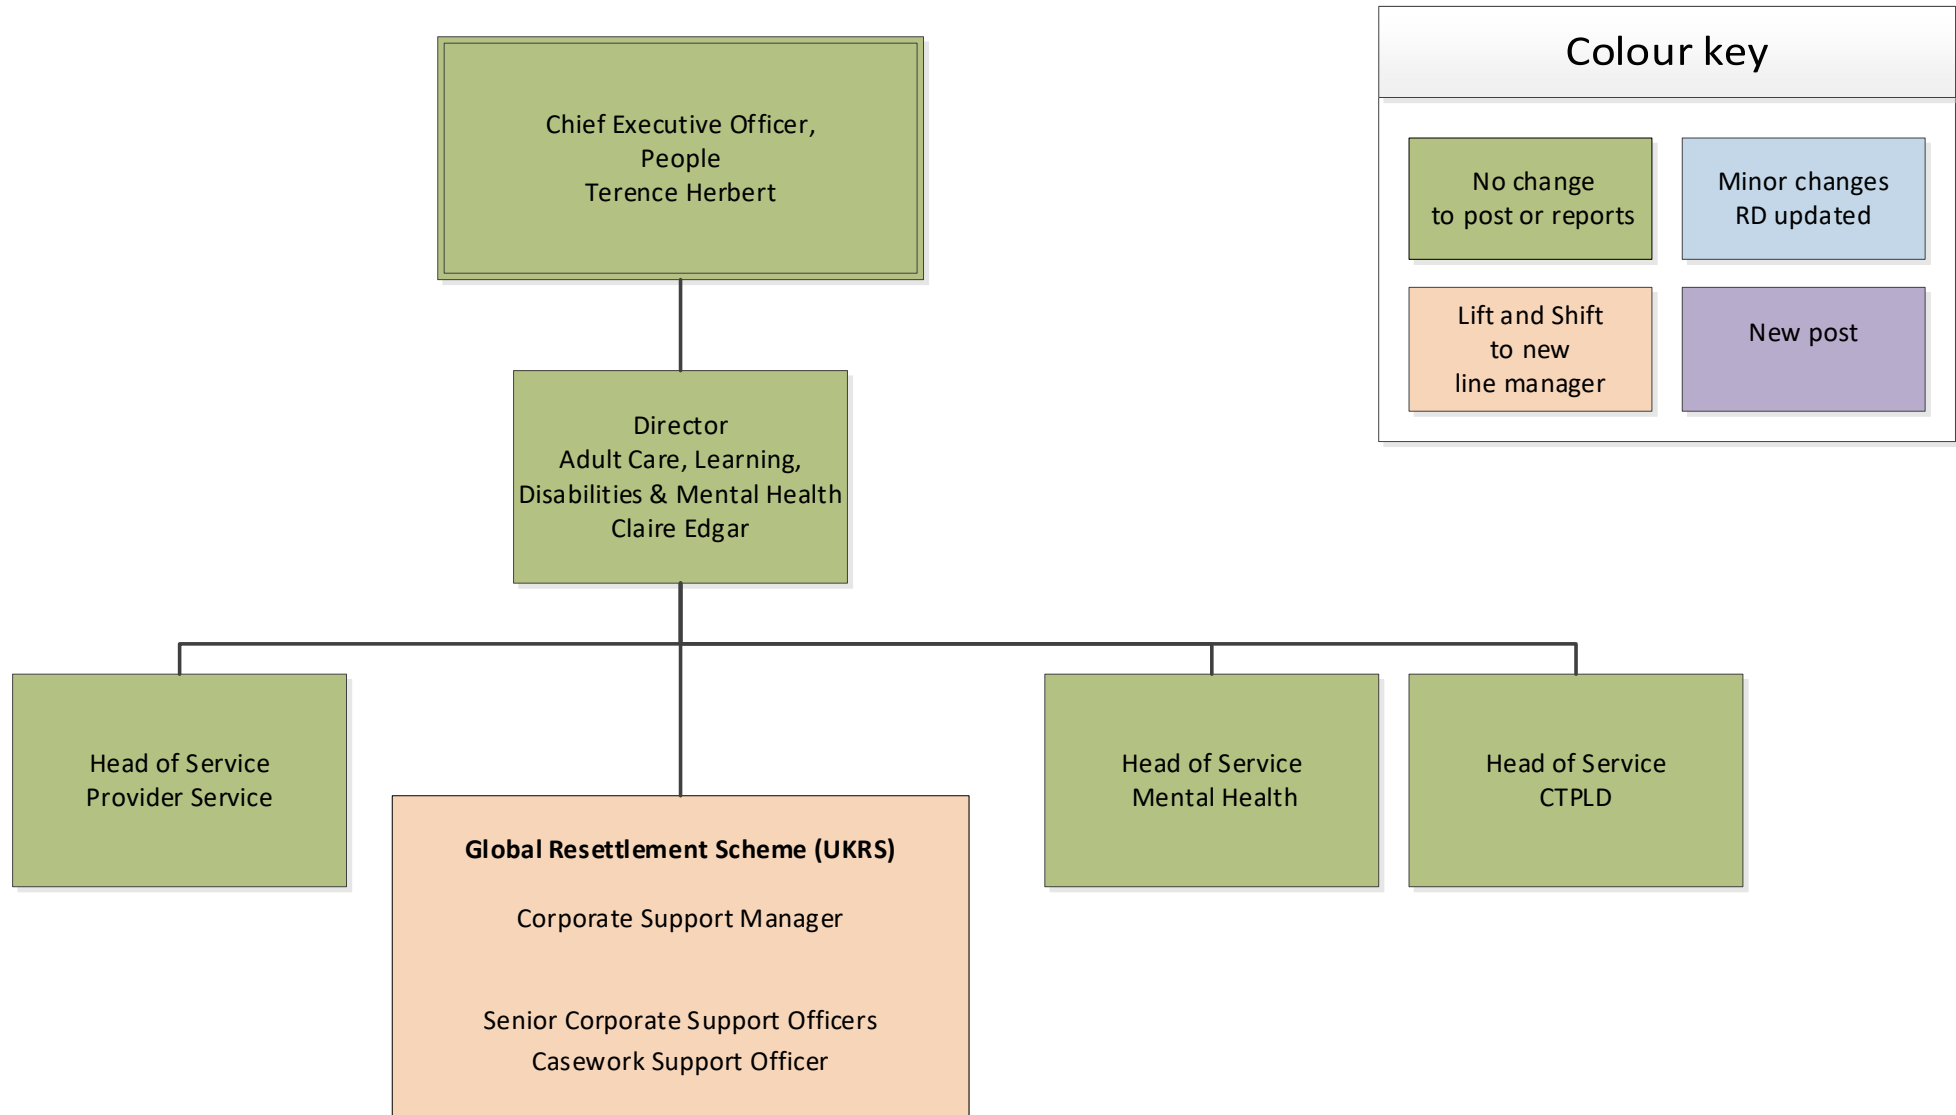 Chief Executive Officer,
People
Terence Herbert
Colour key
No change
to post or reports
Minor changes
RD updated
Lift and Shift
to new
line manager
New post
Director
Adult Care, Learning,
Disabilities & Mental Health
Claire Edgar
Head of Service
Provider Service
Global Resettlement Scheme (UKRS)
Corporate Support Manager
Senior Corporate Support Officers
Casework Support Officer
Head of Service
Mental Health
Head of Service
CTPLD